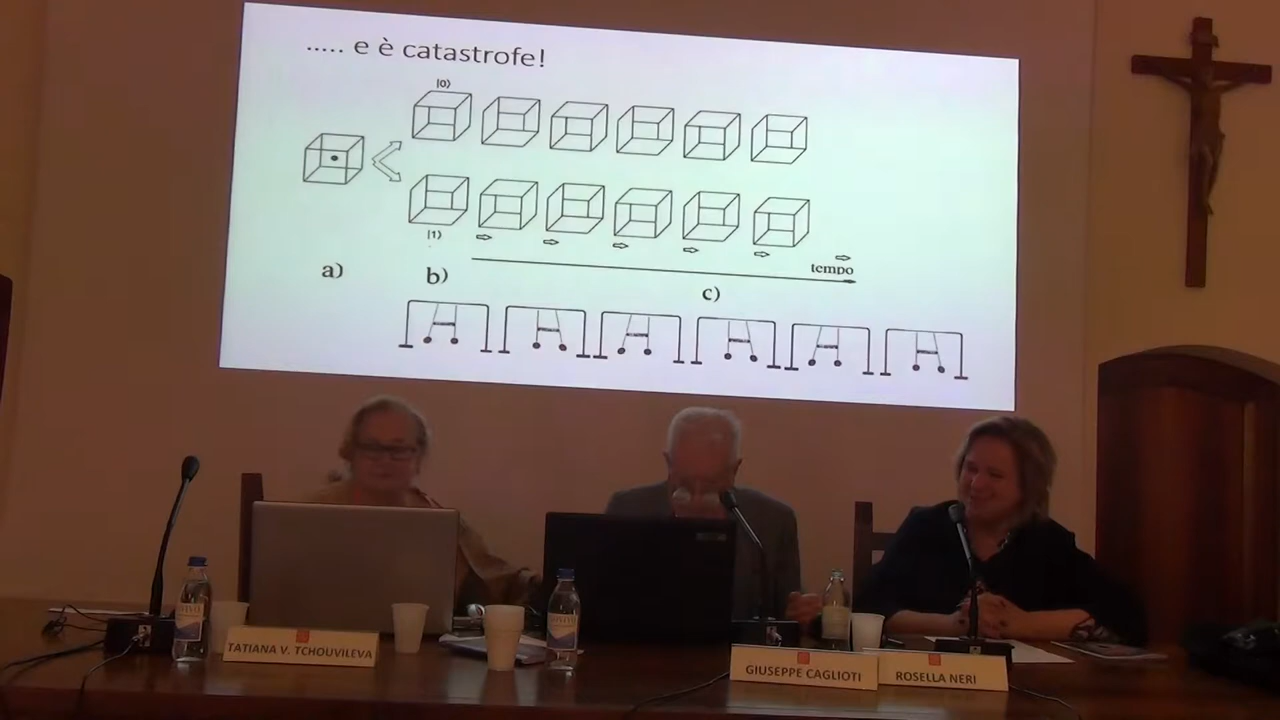 ..... e è catastrofe!
|0⟩
|1⟩
tempo
a)
b)
c)
TATIANA V. TCHOUVILEVA
GIUSEPPE CAGLIOTI
ROSELLA NERI